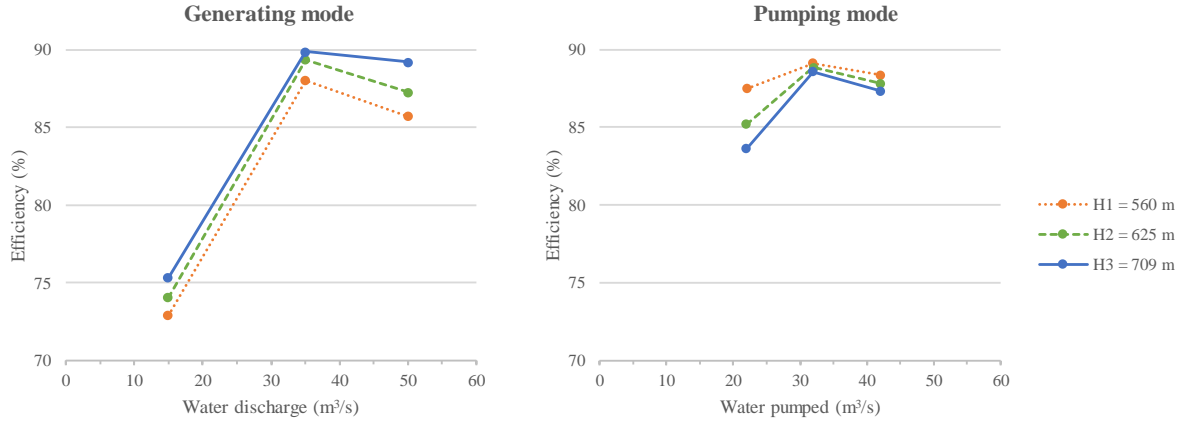 Generating mode
Efficiency (%)
90
85
80
75
70
0 10 20 30 40 50 60
Water discharge (m³/s)
Pumping mode
Efficiency (%)
90
85
80
75
70
0 10 20 30 40 50 60
Water pumped (m³/s)
H1 = 560 m
H2 = 625 m
H3 = 709 m